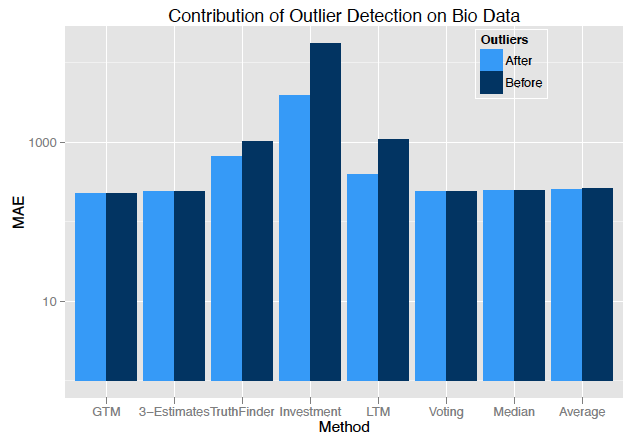 Contribution of Outlier Detection on Bio Data
Outliers
After
Before
MAE
1000
10
GTM 3−Estimates TruthFinder Investment LTM Voting Median Average
Method